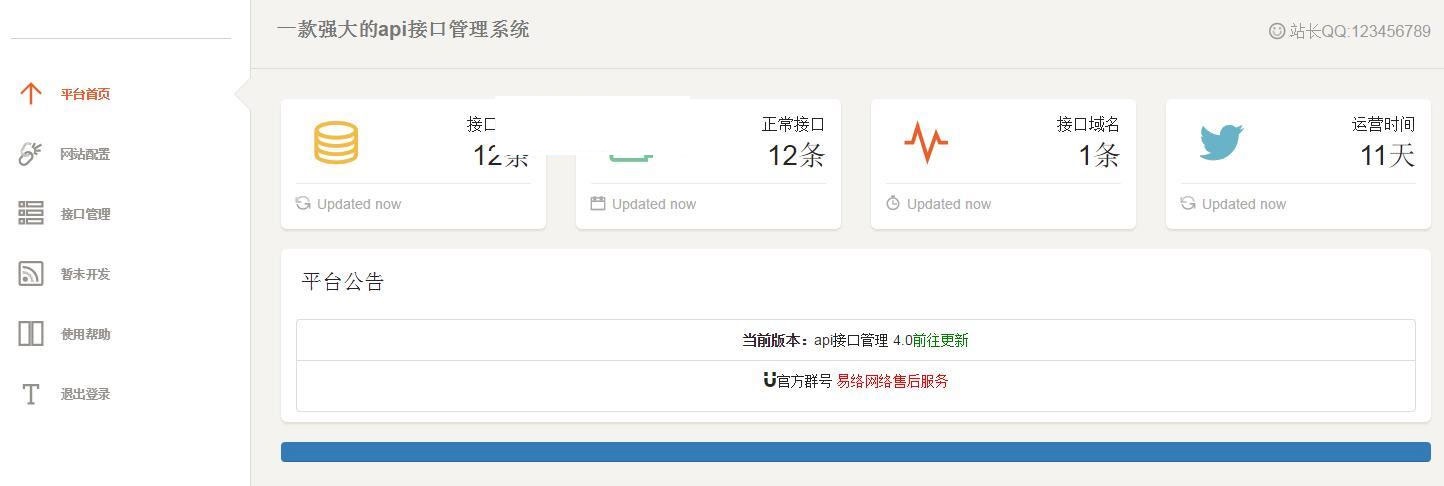 一款强大的api接口管理系统
站长QQ:123456789
平台首页
网站配置
接口管理
暂未开发
使用帮助
退出登录
接口
12条
Updated now
正常接口
12条
Updated now
接口域名
1条
Updated now
运营时间
11天
Updated now
平台公告
当前版本：api接口管理 4.0前往更新
官方群号 易络网络售后服务